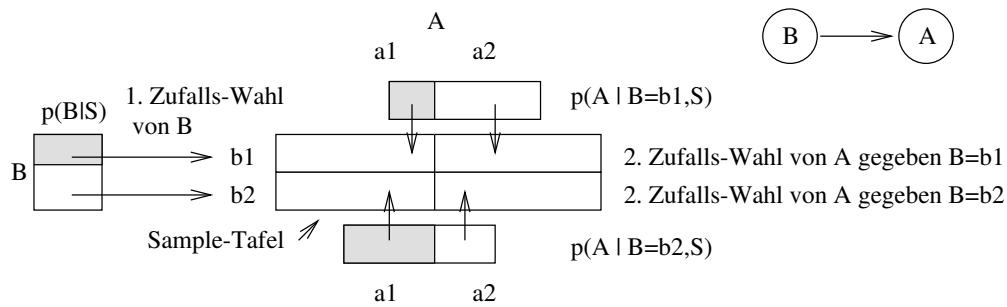 A
B
A
a1
a2
p(B|S)
1. Zufalls-Wahl
von B
p(A | B=b1,S)
B
b1
2. Zufalls-Wahl von A gegeben B=b1
b2
2. Zufalls-Wahl von A gegeben B=b2
Sample-Tafel
p(A | B=b2,S)
a1
a2